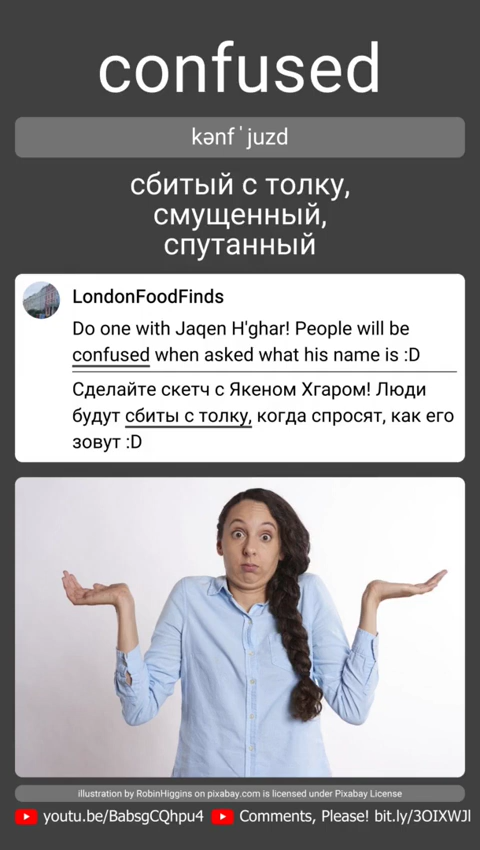 confused
kənfˈjuzd
сбитый с толку,
смущенный,
спутанный
LondonFoodFinds
Do one with Jaqen H'ghar! People will be
confused when asked what his name is :D
Сделайте скетч с Якеном Хгаром! Люди
будут сбиты с толку, когда спросят, как его
зовут :D
illustration by RobinHiggins on pixabay.com is licensed under Pixabay License
youtu.be/BabsgCQhpu4 Comments, Please! bit.ly/3OIXWJl